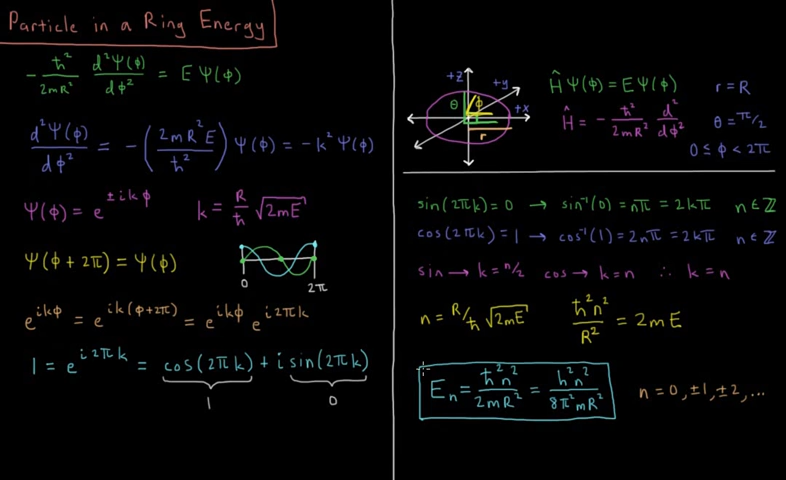 Particle in a Ring Energy
-ħ²/2mR² d²Ψ(φ)/dφ² = E Ψ(φ)
d²Ψ(φ)/dφ² = -(2mR²E/ħ²) Ψ(φ) = -k² Ψ(φ)
Ψ(φ) = e^(±ikφ) k = R/ħ √2mE
Ψ(φ + 2π) = Ψ(φ)
0 2π
e^(ikφ) = e^(ik(φ+2π)) = e^(ikφ) e^(i2πk)
1 = e^(i2πk) = cos(2πk) + i sin(2πk)
1 0
+z +y +x θ φ r
ĤΨ(φ) = EΨ(φ) r = R
Ĥ = -ħ²/2mR² d²/dφ² θ = π/2
0 ≤ φ < 2π
sin(2πk) = 0 → sin⁻¹(0) = nπ = 2kπ n ∈ ℤ
cos(2πk) = 1 → cos⁻¹(1) = 2nπ = 2kπ n ∈ ℤ
sin → k = n/2 cos → k = n ∴ k = n
n = R/ħ √2mE ħ²n²/R² = 2mE
Eₙ = ħ²n²/2mR² = h²n²/8π²mR² n = 0, ±1, ±2, ...